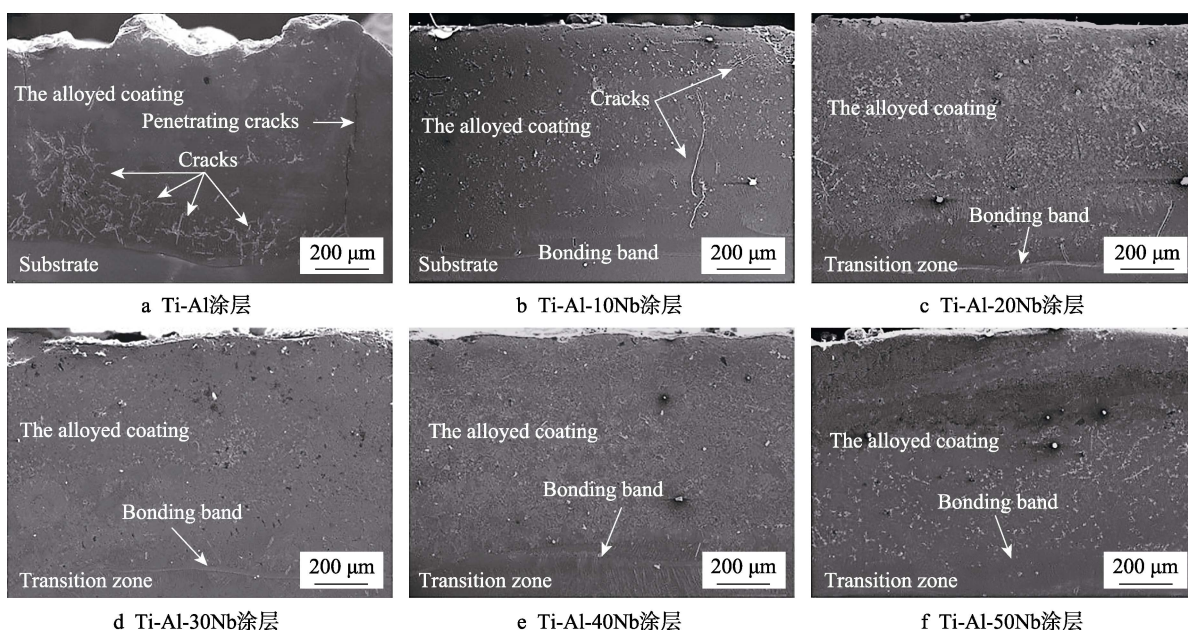 The alloyed coating
Penetrating cracks
Cracks
Substrate
200 μm
a Ti-Al涂层
Cracks
The alloyed coating
Bonding band
Substrate
200 μm
b Ti-Al-10Nb涂层
The alloyed coating
Bonding band
Transition zone
200 μm
c Ti-Al-20Nb涂层
The alloyed coating
Bonding band
Transition zone
200 μm
d Ti-Al-30Nb涂层
The alloyed coating
Bonding band
Transition zone
200 μm
e Ti-Al-40Nb涂层
The alloyed coating
Bonding band
Transition zone
200 μm
f Ti-Al-50Nb涂层